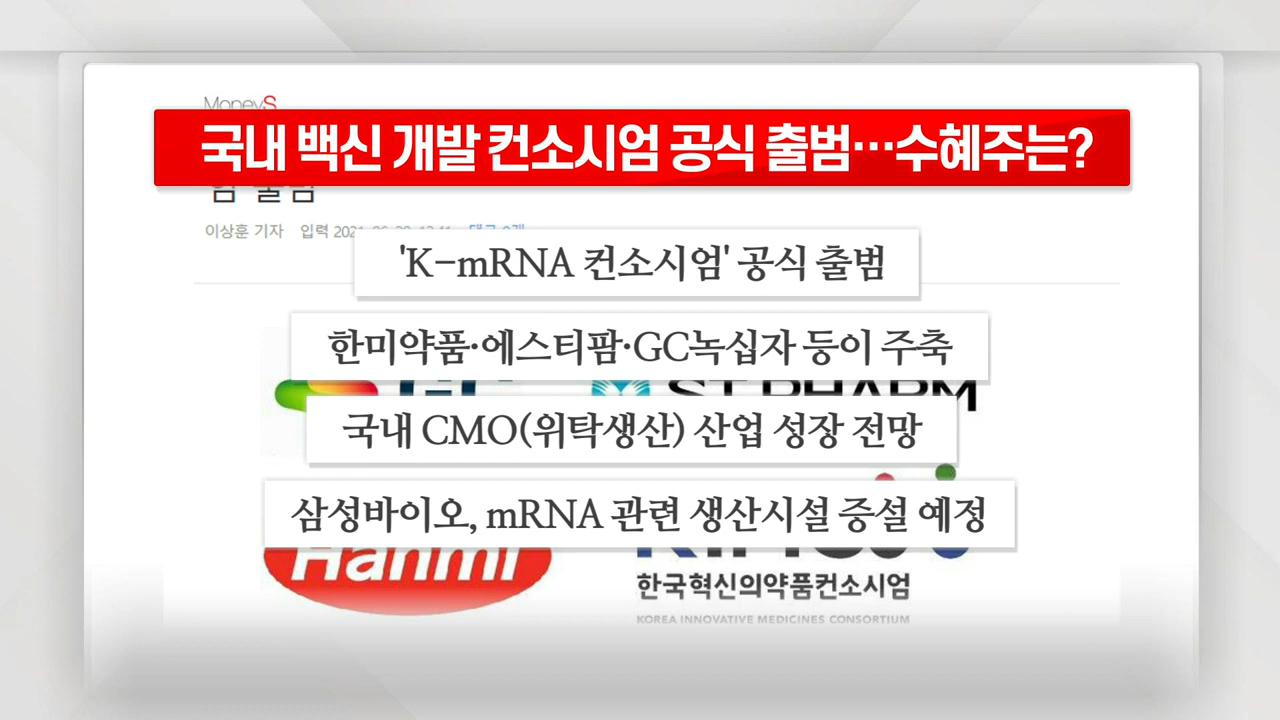 MoneyS
국내 백신 개발 컨소시엄 공식 출범…수혜주는?
이상훈 기자 입력
'K-mRNA 컨소시엄' 공식 출범
한미약품·에스티팜·GC녹십자 등이 주축
ST PHARM
국내 CMO(위탁생산) 산업 성장 전망
삼성바이오, mRNA 관련 생산시설 증설 예정
Hanmi
한국혁신의약품컨소시엄
KOREA INNOVATIVE MEDICINES CONSORTIUM